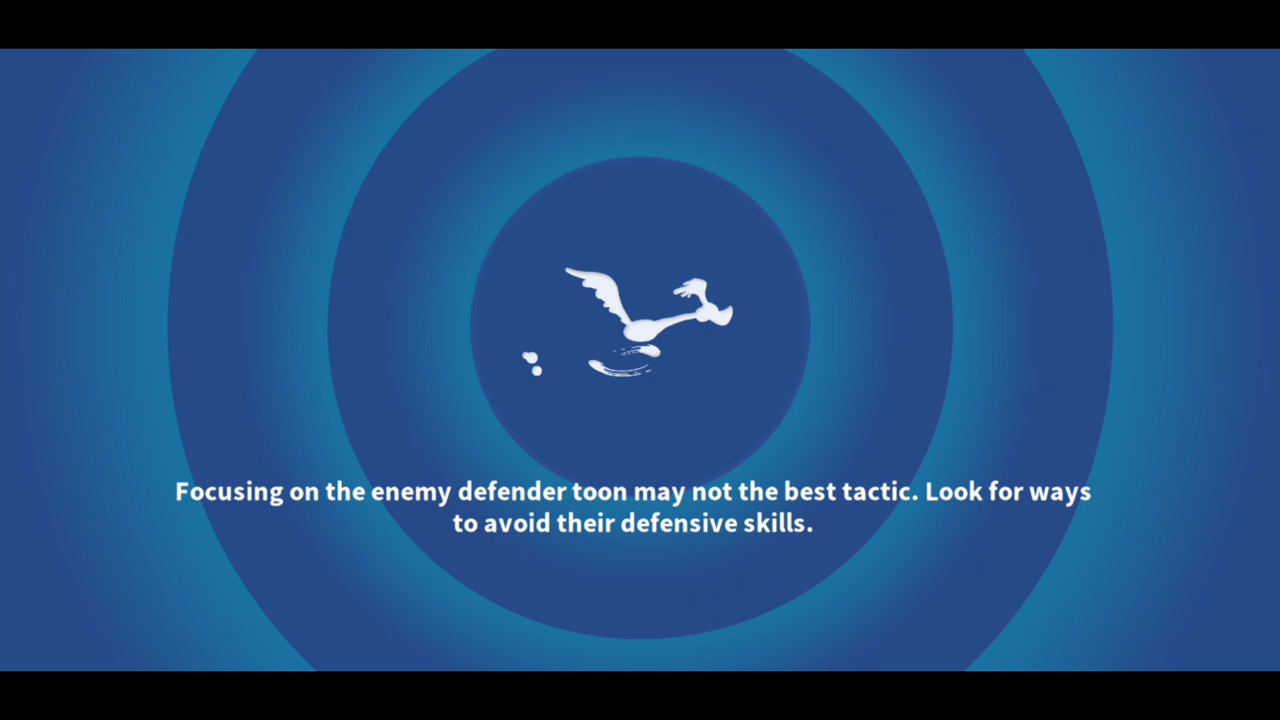 Focusing on the enemy defender toon may not the best tactic. Look for ways
to avoid their defensive skills.